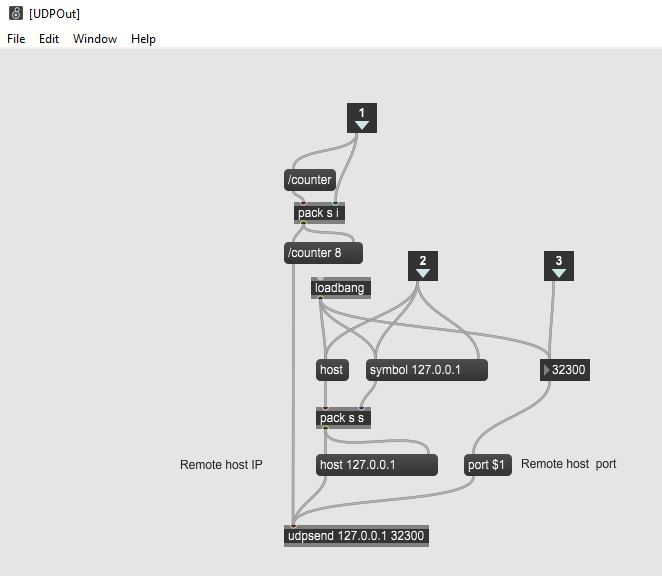 [UDPOut]
File Edit Window Help
1
/counter
pack s i
/counter 8
2
3
loadbang
host
symbol 127.0.0.1
32300
pack s s
Remote host IP
host 127.0.0.1
port $1
Remote host port
udpsend 127.0.0.1 32300